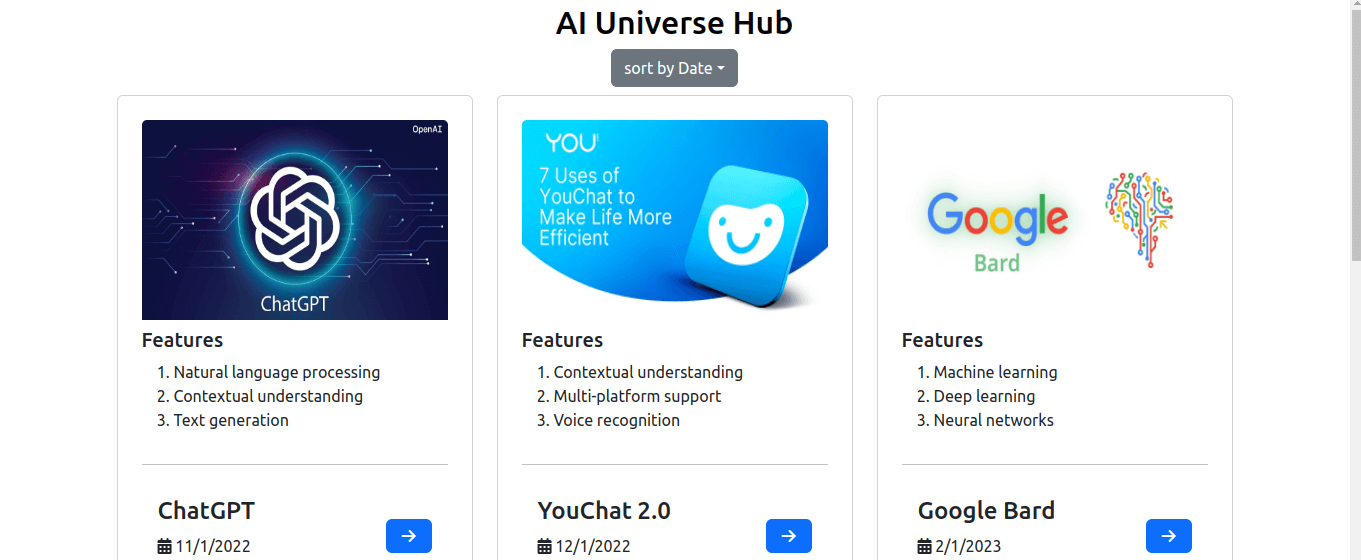 AI Universe Hub
sort by Date
OpenAI
ChatGPT
Features
1. Natural language processing
2. Contextual understanding
3. Text generation
ChatGPT
11/1/2022
YOU
7 Uses of
YouChat to
Make Life More
Efficient
Features
1. Contextual understanding
2. Multi-platform support
3. Voice recognition
YouChat 2.0
12/1/2022
Google
Bard
Features
1. Machine learning
2. Deep learning
3. Neural networks
Google Bard
2/1/2023